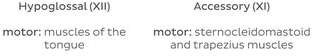 Hypoglossal (XII)
motor: muscles of the
tongue
Accessory (XI)
motor: sternocleidomastoid
and trapezius muscles